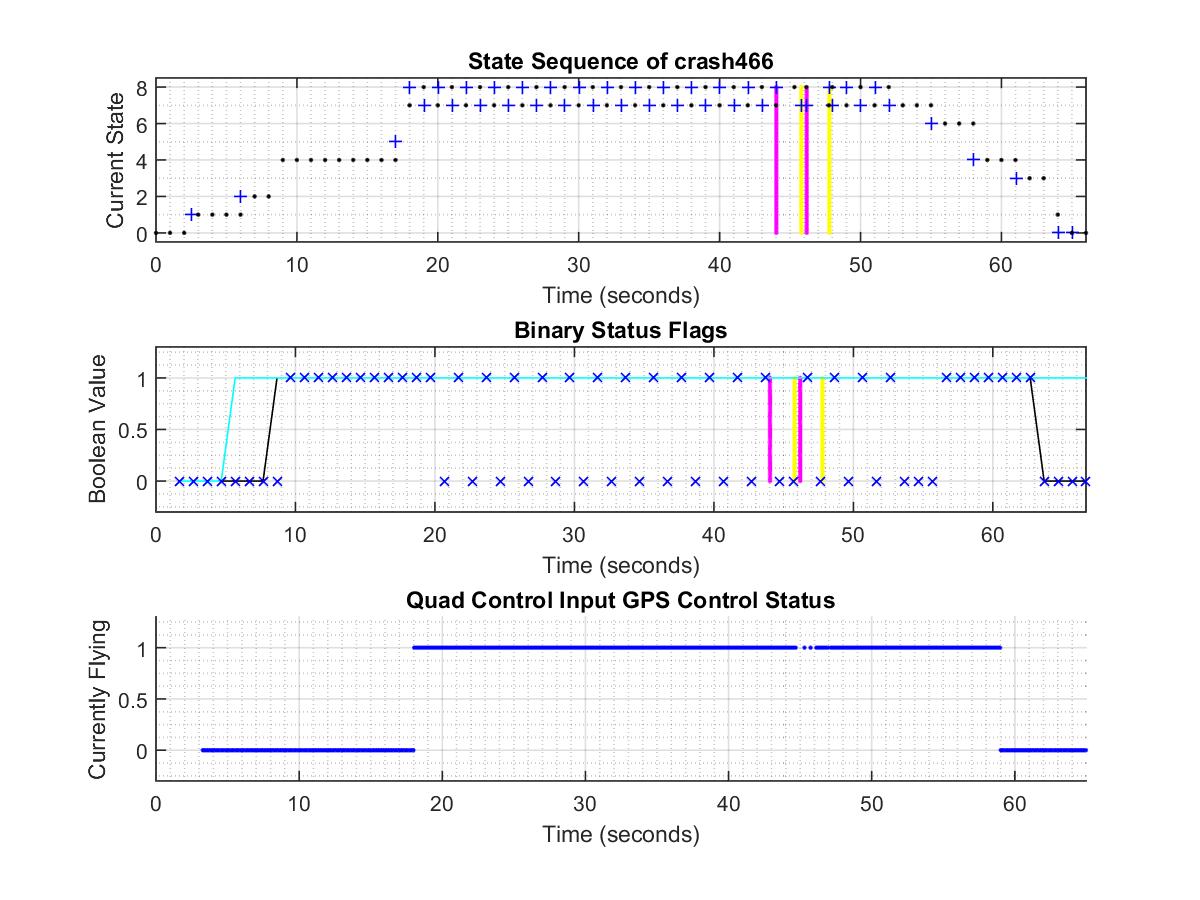 State Sequence of crash466
8
6
4
2
0
Current State
0 10 20 30 40 50 60
Time (seconds)
Binary Status Flags
1
0.5
0
Boolean Value
0 10 20 30 40 50 60
Time (seconds)
Quad Control Input GPS Control Status
1
0.5
0
Currently Flying
0 10 20 30 40 50 60
Time (seconds)